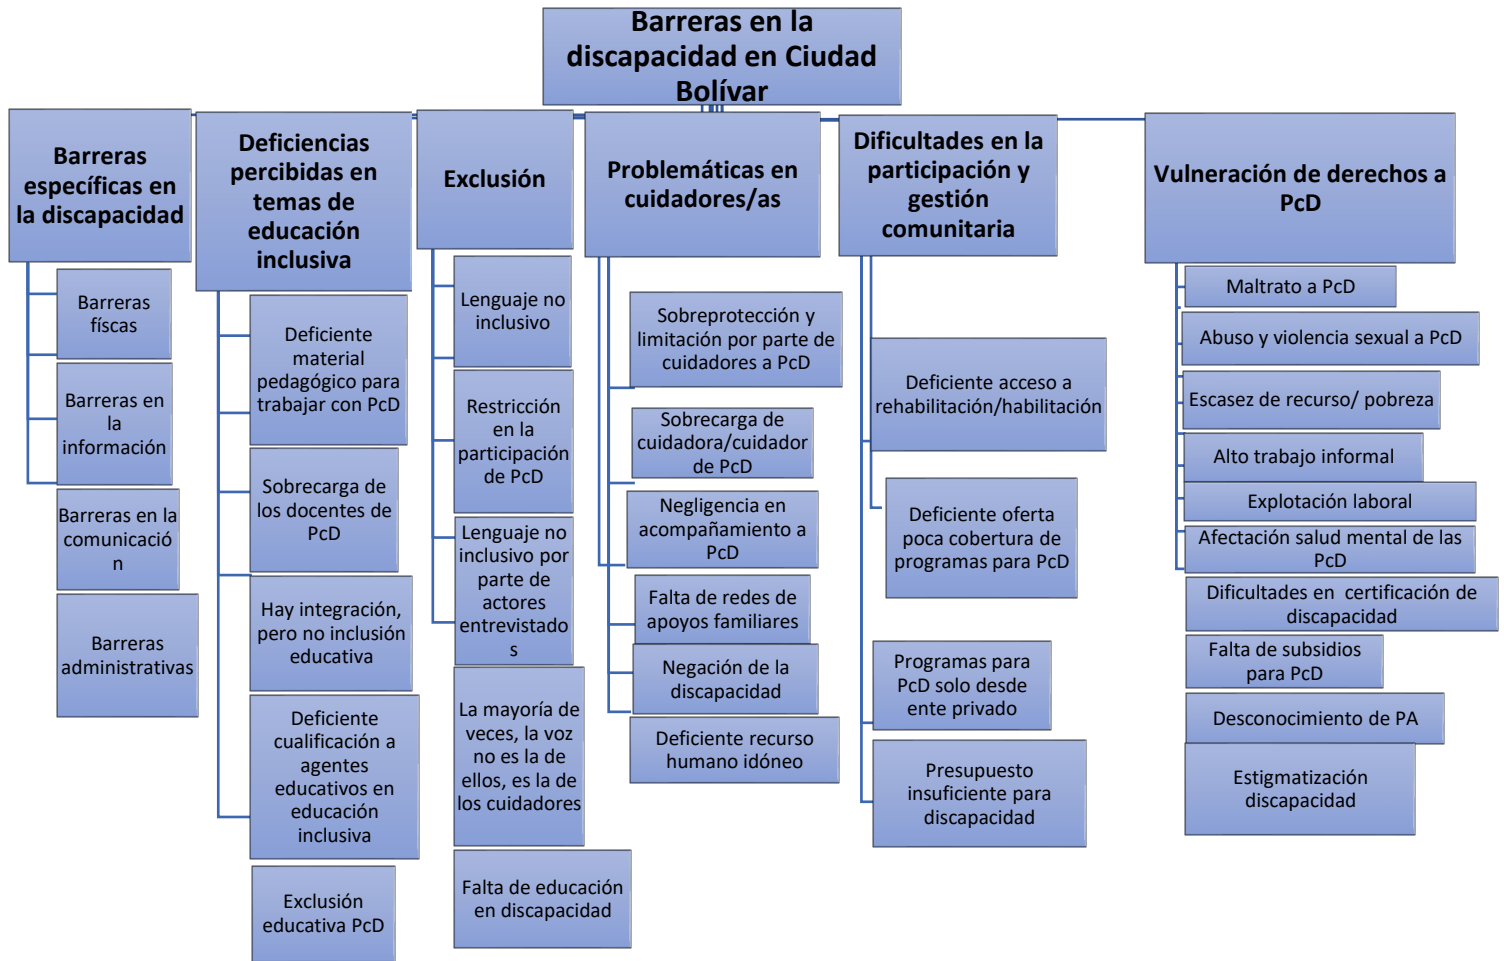 Barreras en la
discapacidad en Ciudad
Bolívar
Barreras
específicas en
la discapacidad
Barreras
físcas
Barreras en
la
información
Barreras en la
comunicació
n
Barreras
administrativas
Deficiencias
percibidas en
temas de
educación
inclusiva
Deficiente
material
pedagógico para
trabajar con PcD
Sobrecarga de
los docentes de
PcD
Hay integración,
pero no inclusión
educativa
Deficiente
cualificación a
agentes
educativos en
educación
inclusiva
Exclusión
educativa PcD
Exclusión
Lenguaje no
inclusivo
Restricción
en la
participación
de PcD
Lenguaje no
inclusivo por
parte de
actores
entrevistado
s
La mayoría de
veces, la voz
no es la de
ellos, es la de
los cuidadores
Falta de educación
en discapacidad
Problemáticas en
cuidadores/as
Sobreprotección y
limitación por parte de
cuidadores a PcD
Sobrecarga de
cuidadora/cuidador
de PcD
Negligencia en
acompañamiento a
PcD
Falta de redes de
apoyos familiares
Negación de la
discapacidad
Deficiente recurso
humano idóneo
Dificultades en la
participación y
gestión
comunitaria
Deficiente acceso a
rehabilitación/habilitación
Deficiente oferta
poca cobertura de
programas para PcD
Programas para
PcD solo desde
ente privado
Presupuesto
insuficiente para
discapacidad
Vulneración de derechos a
PcD
Maltrato a PcD
Abuso y violencia sexual a PcD
Escasez de recurso/ pobreza
Alto trabajo informal
Explotación laboral
Afectación salud mental de las
PcD
Dificultades en certificación de
discapacidad
Falta de subsidios
para PcD
Desconocimiento de PA
Estigmatización
discapacidad